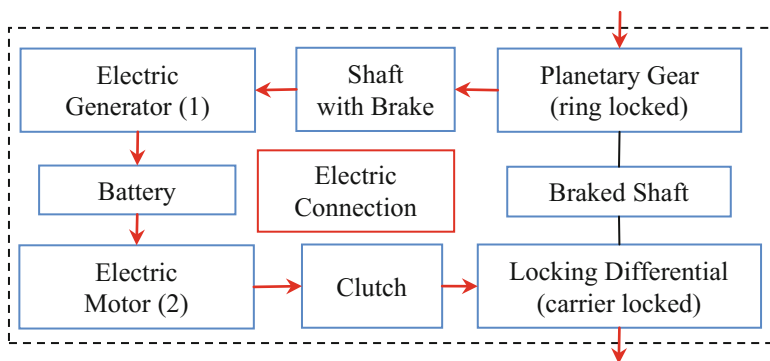 Electric
Generator (1)
Shaft
with Brake
Planetary Gear
(ring locked)
Battery
Electric
Connection
Braked Shaft
Electric
Motor (2)
Clutch
Locking Differential
(carrier locked)